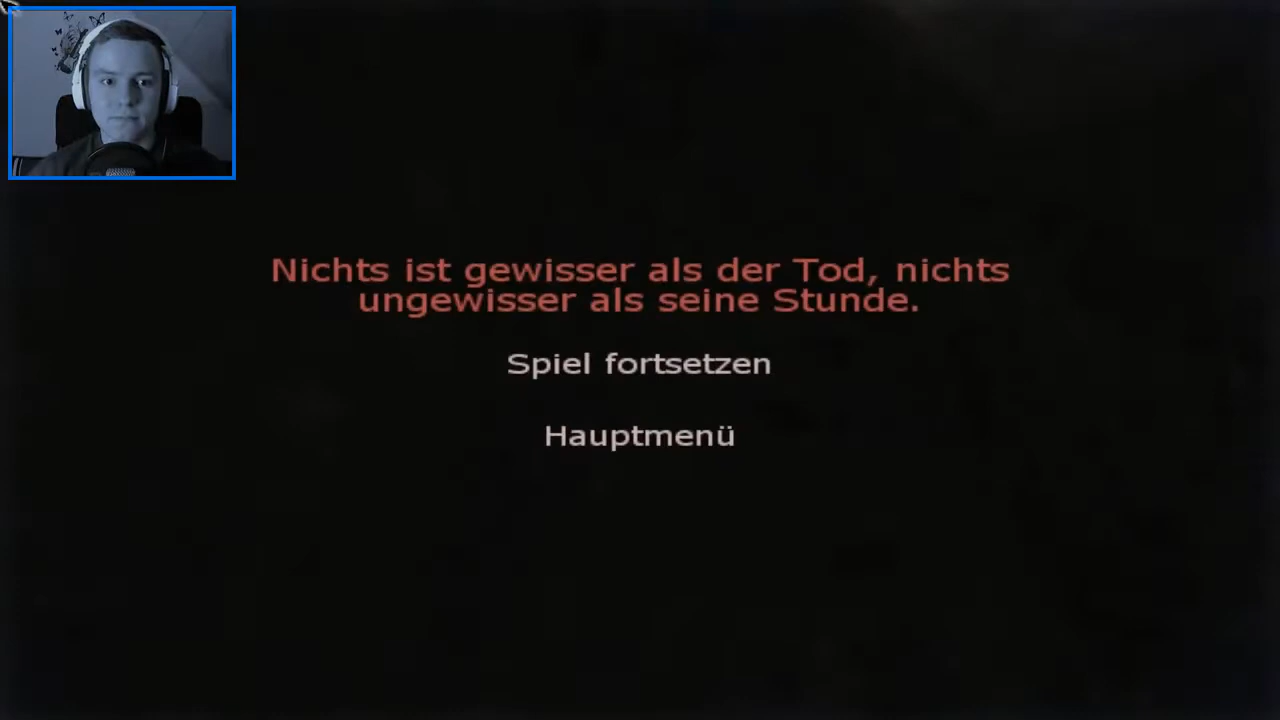 Nichts ist gewisser als der Tod, nichts
ungewisser als seine Stunde.
Spiel fortsetzen
Hauptmenü